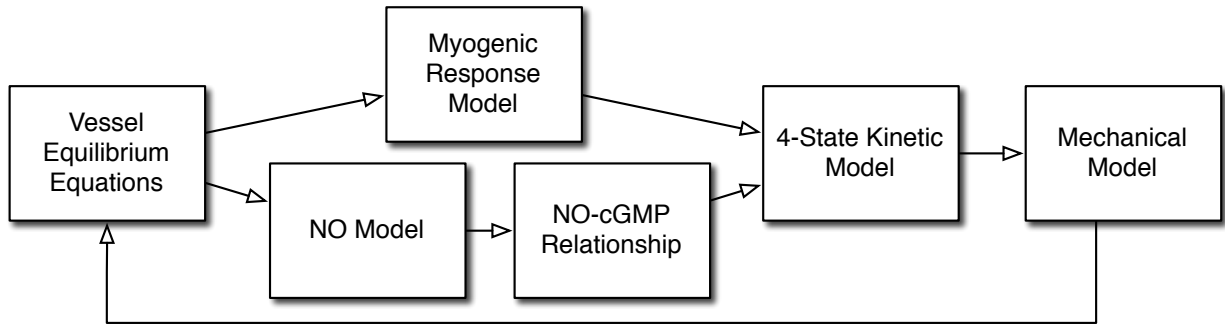 Myogenic
Response
Model
Vessel
Equilibrium
Equations
4-State Kinetic
Model
Mechanical
Model
NO Model
NO-cGMP
Relationship